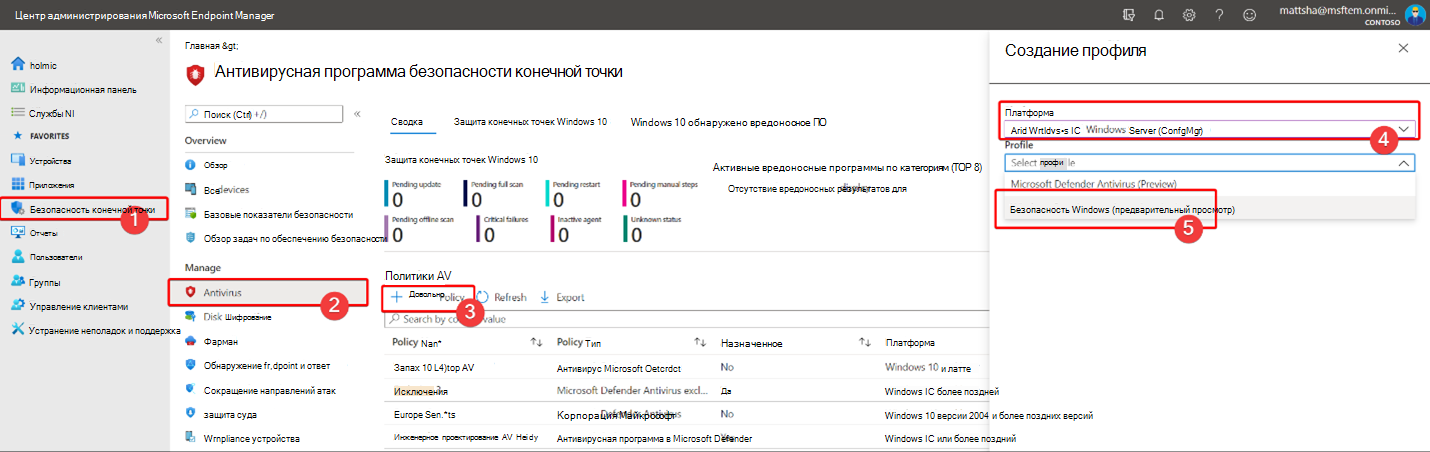 Центр администрирования Microsoft Endpoint Manager
mattsha@msftem.onmi...
CONTOSO
«
holmic
Информационная панель
Службы NI
FAVORITES
Устройства
Приложения
Безопасность конечной точки
1
Отчеты
Пользователи
Группы
Управление клиентами
Устранение неполадок и поддержка
Главная &gt;
Антивирусная программа безопасности конечной точки
Поиск (Ctrl +/)
«
Overview
Обзор
Все devices
Базовые показатели безопасности
Обзор задач по обеспечению безопасности
Manage
Antivirus
2
Disk Шифрование
Фарман
Обнаружение fr,dpoint и ответ
Сокращение направлений атак
защита суда
Wrnpliance устройства
Сводка
Защита конечных точек Windows 10
Windows 10 обнаружено вредоносное ПО
Защита конечных точек Windows 10
Pending update
0
Pending full scan
0
Pending restart
0
Pending manual steps
0
Pending offline scan
0
Critical failures
0
Inactive agent
0
Unknown status
0
Активные вредоносные программы по категориям (TOP 8)
Отсутствие вредоносных результатов для
Политики AV
Довольно Policy
3
Refresh
Export
Search by co value
Policy Nan*
Policy Тип
Назначенное
Платформа
Запах 10 L4)top AV
Антивирус Microsoft Oetcrdct
No
Windows 10 и латте
Исключения
Microsoft Defender Antivirus excl...
Да
Windows IC более поздней
Europe Sen.*ts
Корпорация Майкрософт
No
Windows 10 версии 2004 и более поздних версий
Инженерное проектирование AV Heidy
Антивирусная программа в Microsoft Defender
Windows IC или более поздний
Создание профиля
Платформа
Arid Wrtldvs•s IC Windows Server (ConfgMgr)
4
Profile
Select профи le
Microsoft Defender Antivirus (Preview)
Безопасность Windows (предварительный просмотр)
5